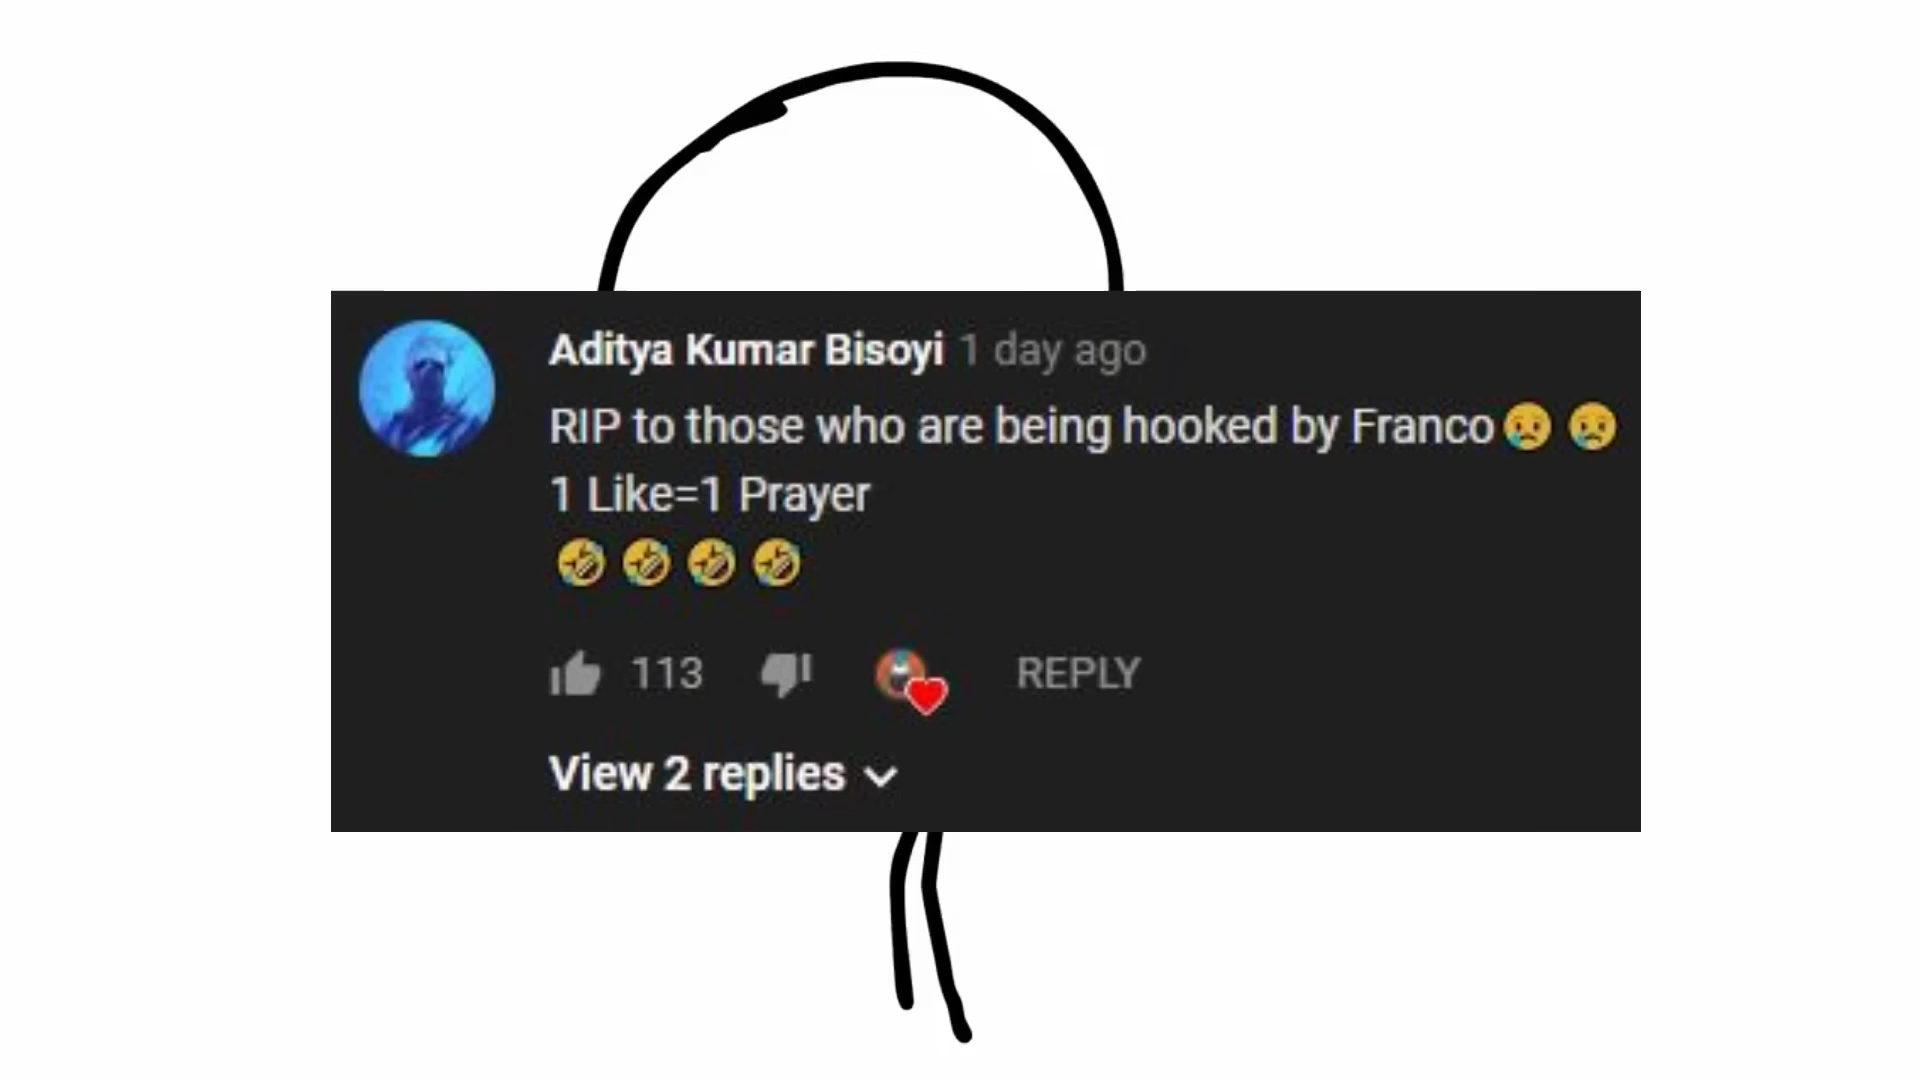 Aditya Kumar Bisoyi 1 day ago
RIP to those who are being hooked by Franco😢😢
1 Like=1 Prayer
🤣🤣🤣🤣
113 REPLY
View 2 replies